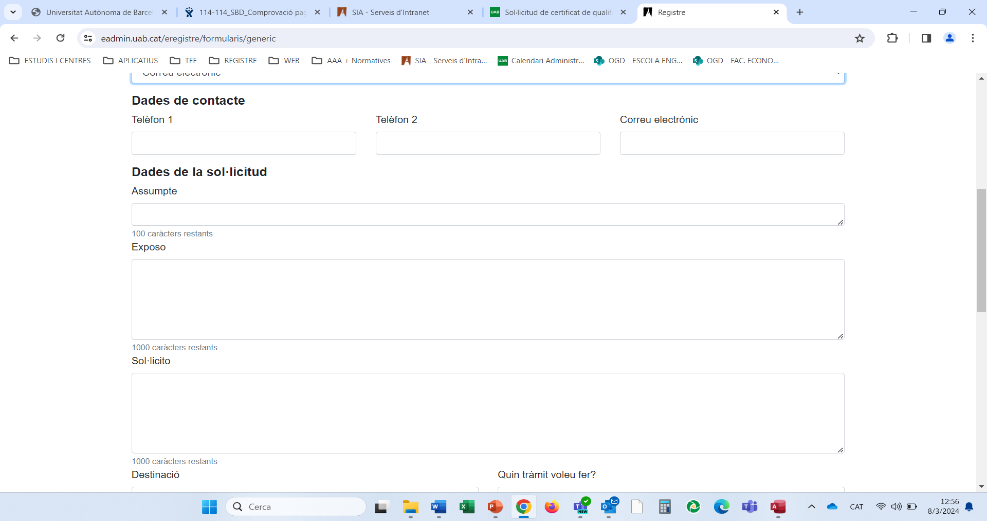 Universitat Autònoma de Barcel
114-114_SBD_Comprovació pag
SIA - Serveis d'Intranet
Sol·licitud de certificat de qualifi
Registre
eadmin.uab.cat/eregistre/formularis/generic
ESTUDIS I CENTRES
APLICATIUS
TFE
REGISTRE
WEB
AAA + Normatives
SIA - Serveis d'Intra...
Calendari Administr...
OGD - ESCOLA ENG...
OGD - FAC. ECONO...
Correu electrònic
Dades de contacte
Telèfon 1
Telèfon 2
Correu electrònic
Dades de la sol·licitud
Assumpte
100 caràcters restants
Exposo
1000 caràcters restants
Sol·licito
1000 caràcters restants
Destinació
Quin tràmit voleu fer?
Cerca
CAT
12:56
8/3/2024